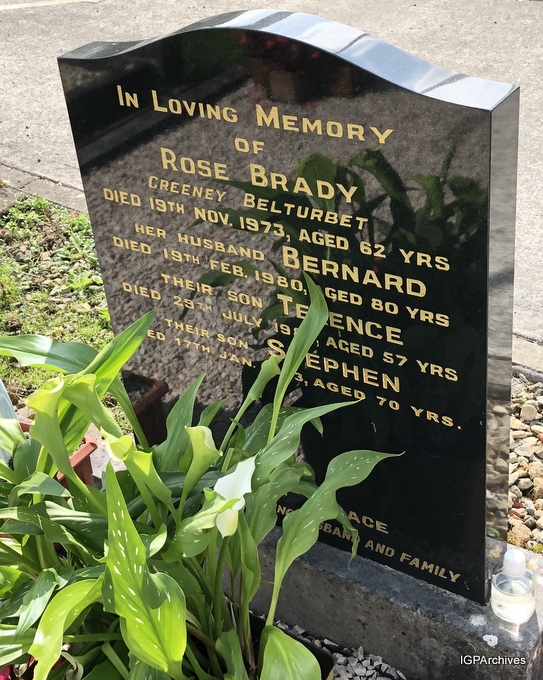 In Loving Memory
OF
Rose Brady
Creeney Belturbet
DIED 19TH NOV. 1973, AGED 62 YRS
HER HUSBAND BERNARD
DIED 19TH FEB. 1980, AGED 80 YRS
THEIR SON
DIED 29TH JULY AGED 57 YRS
THEIR SON STEPHEN
17TH JAN. AGED 70 YRS.
AND FAMILY
IGPArchives